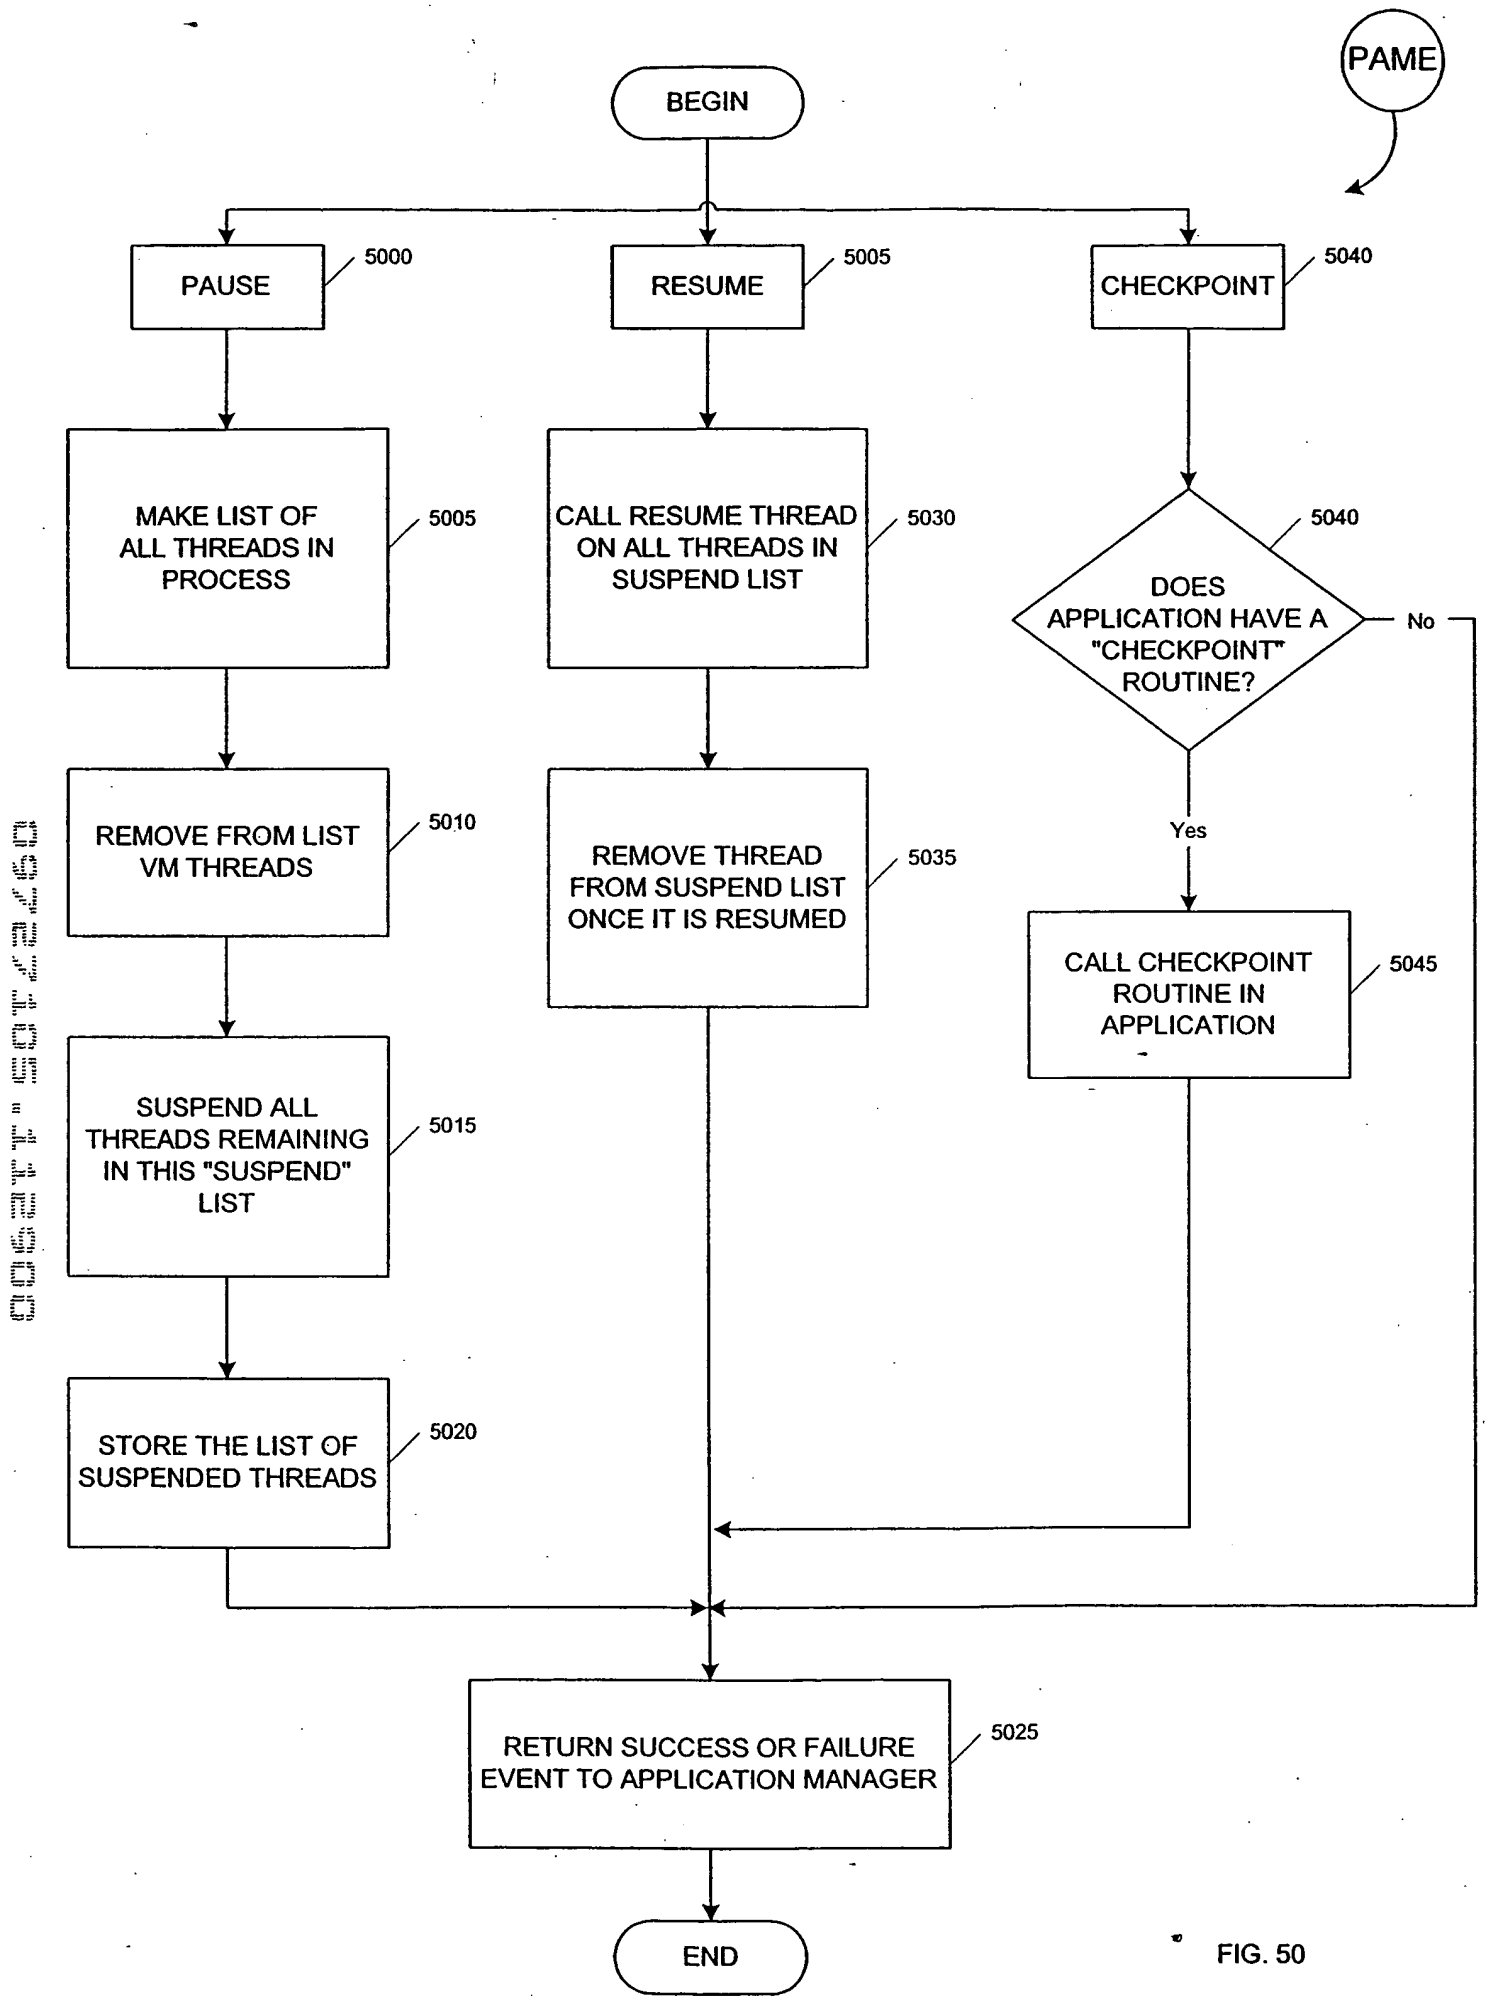 PAME
BEGIN
PAUSE
5000
RESUME
5005
CHECKPOINT
5040
MAKE LIST OF
ALL THREADS IN
PROCESS
5005
CALL RESUME THREAD
ON ALL THREADS IN
SUSPEND LIST
5030
DOES
APPLICATION HAVE A
"CHECKPOINT"
ROUTINE?
5040
No
Yes
REMOVE FROM LIST
VM THREADS
5010
REMOVE THREAD
FROM SUSPEND LIST
ONCE IT IS RESUMED
5035
CALL CHECKPOINT
ROUTINE IN
APPLICATION
5045
SUSPEND ALL
THREADS REMAINING
IN THIS "SUSPEND"
LIST
5015
STORE THE LIST OF
SUSPENDED THREADS
5020
RETURN SUCCESS OR FAILURE
EVENT TO APPLICATION MANAGER
5025
END
FIG. 50